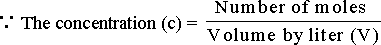 ∵ The concentration (c) = Number of moles / Volume by liter (V)